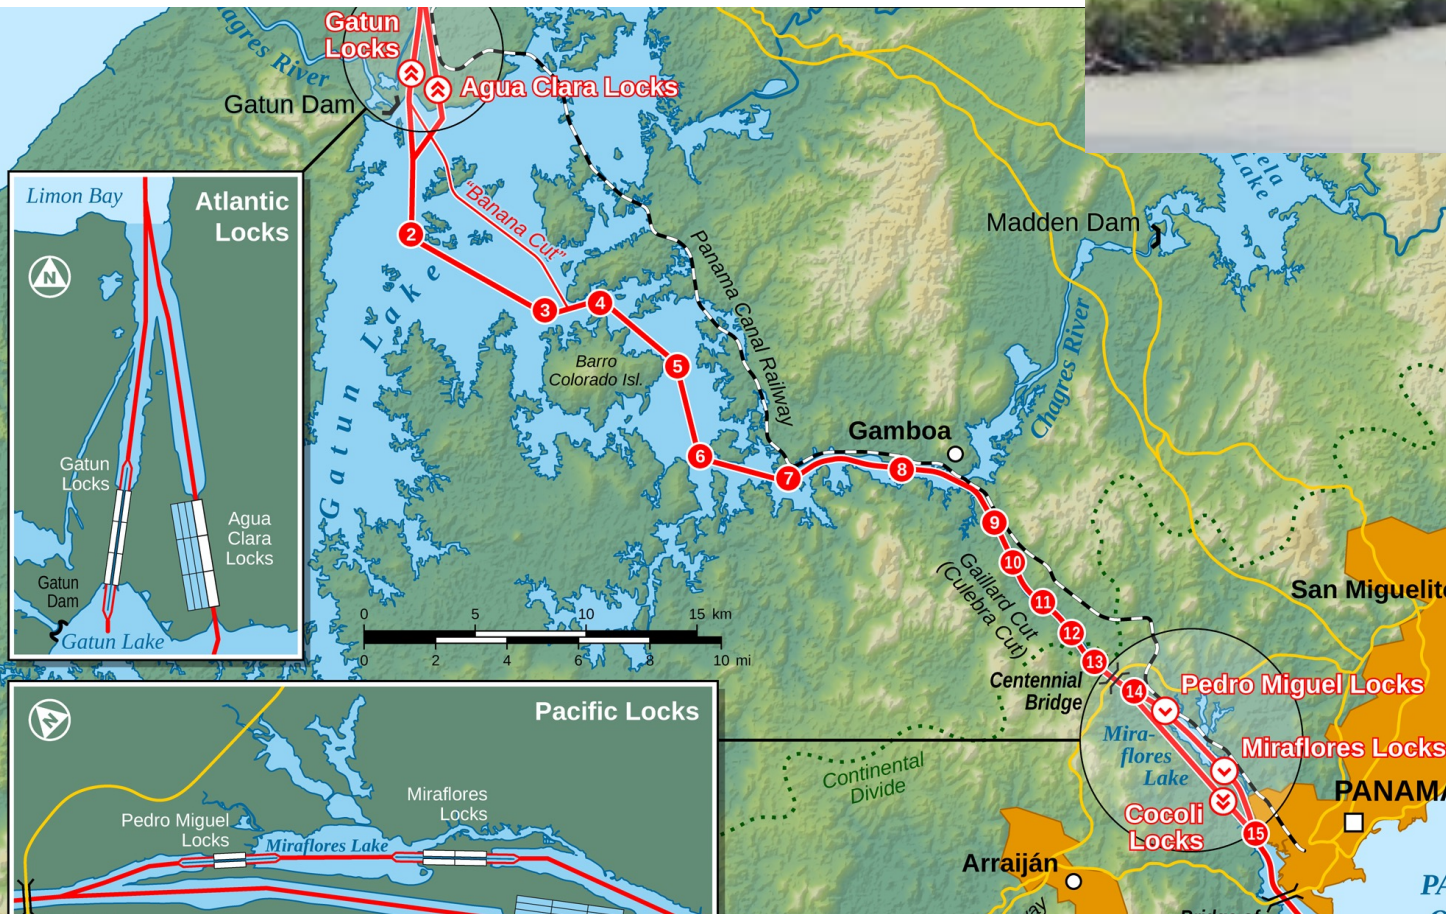 Chagres River
Gatun
Locks
Agua Clara Locks
Gatun Dam
Limon Bay
Atlantic
Locks
N
Gatun
Locks
Agua
Clara
Locks
Gatun
Dam
Gatun Lake
2
"Banana Cut"
Gatun Lake
3
4
Barro
Colorado Isl.
5
6
7
Panama Canal Railway
Gamboa
8
Madden Dam
Lake
Chagres River
9
10
11
12
13
Gaillard Cut
(Culebra Cut)
0 5 10 15 km
0 2 4 6 8 10 mi
San Miguelito
Centennial
Bridge
14
Pedro Miguel Locks
Mira-
flores
Lake
Miraflores Locks
Cocoli
Locks
15
PANAMA
Continental
Divide
Arraiján
Pacific Locks
N
Pedro Miguel
Locks
Miraflores Lake
Miraflores
Locks